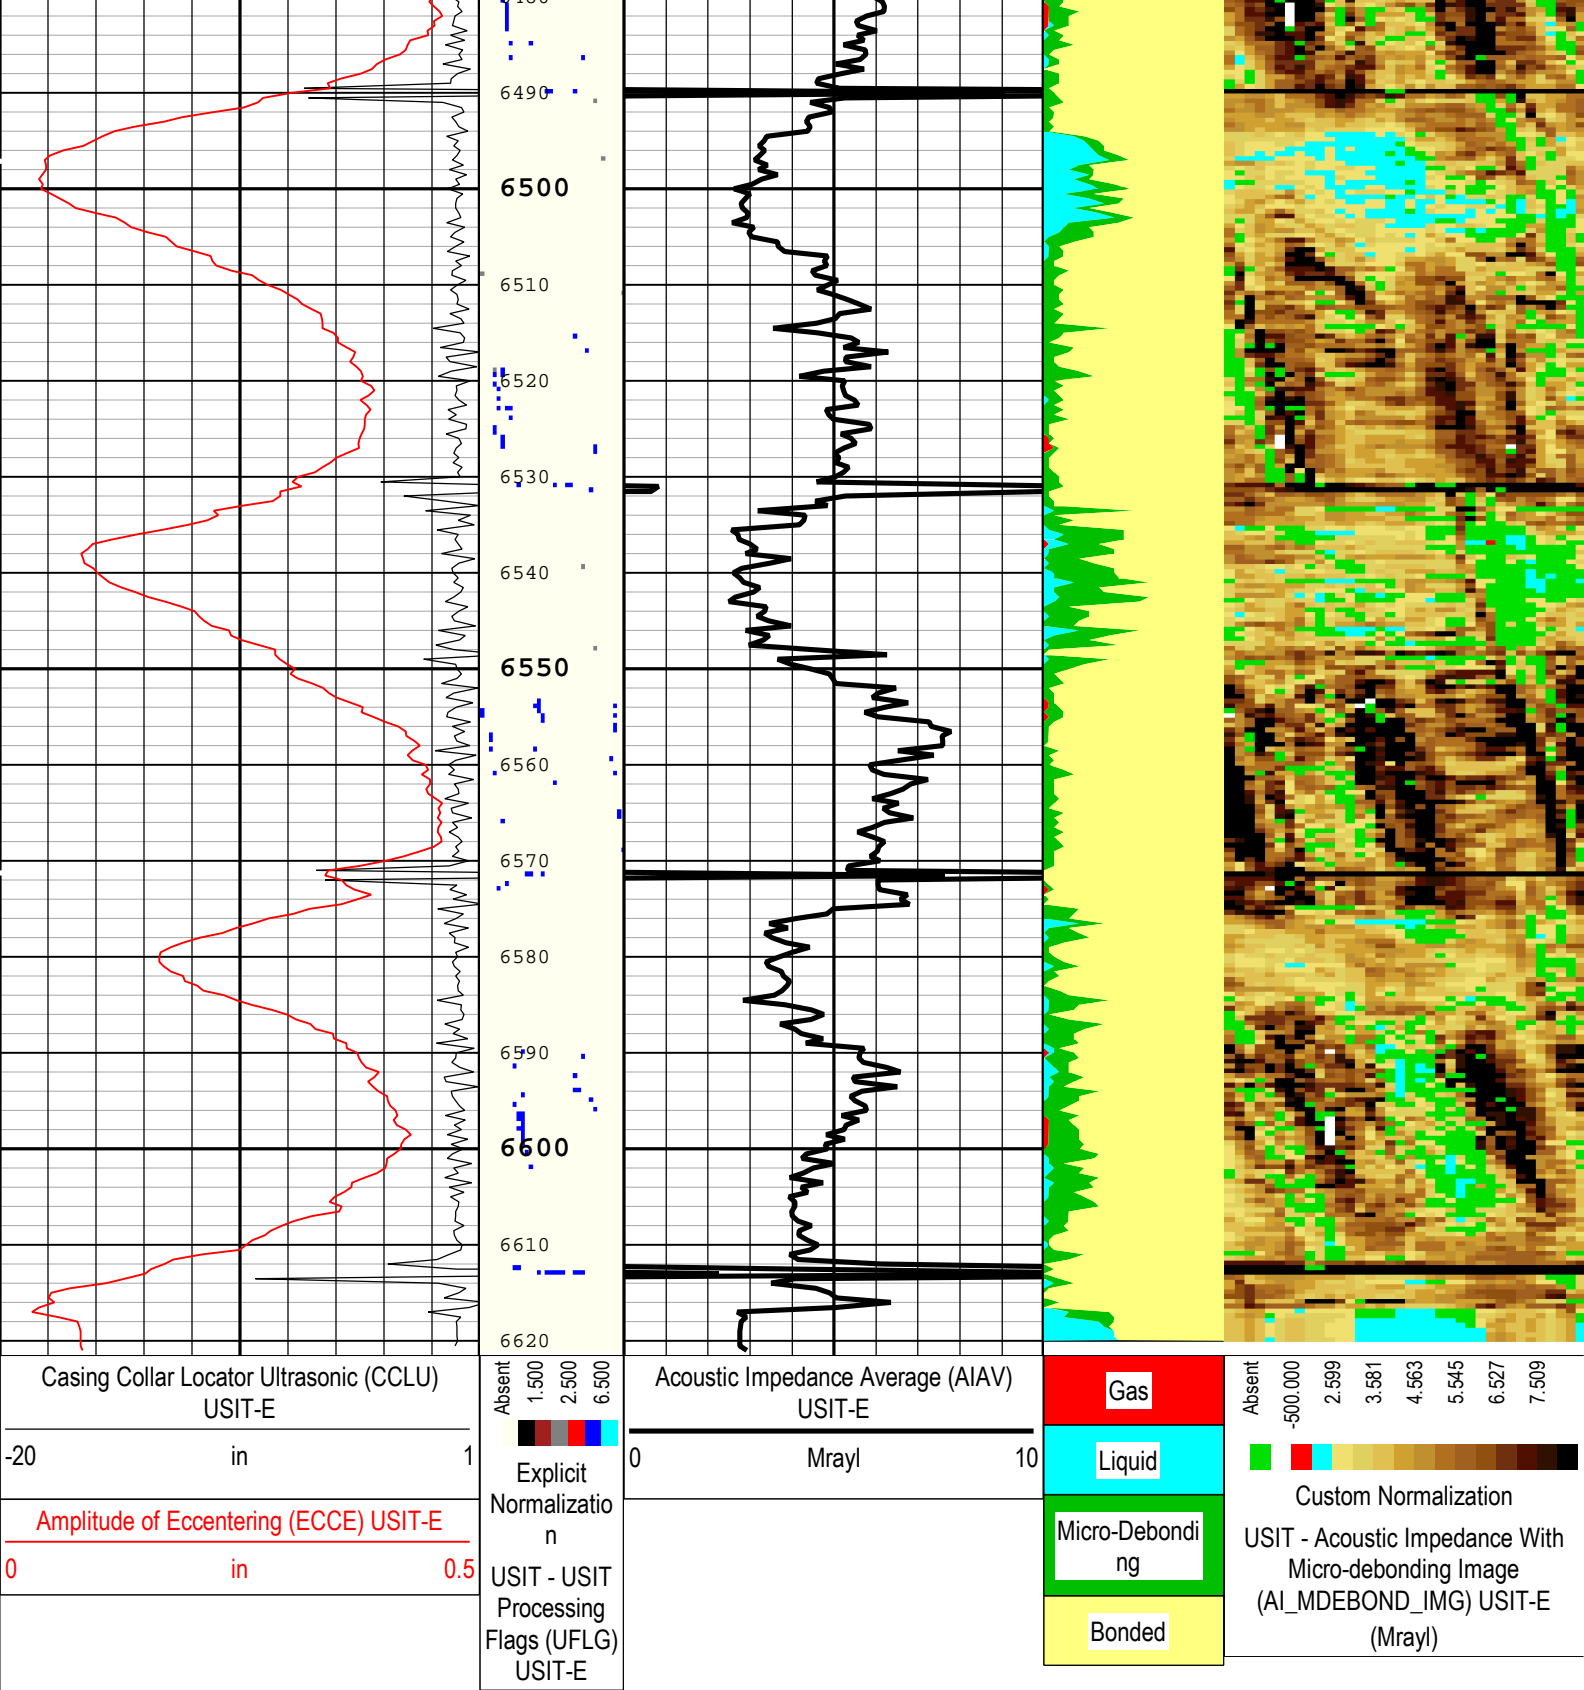 6490
6500
6510
6520
6530
6540
6550
6560
6570
6580
6590
6600
6610
6620
Casing Collar Locator Ultrasonic (CCLU)
USIT-E
-20 in 1
Amplitude of Eccentering (ECCE) USIT-E
0 in 0.5
Absent
1.500
2.500
6.500
Explicit
Normalizatio
n
USIT - USIT
Processing
Flags (UFLG)
USIT-E
Acoustic Impedance Average (AIAV)
USIT-E
0 Mrayl 10
Gas
Liquid
Micro-Debondi
ng
Bonded
Absent
-500.000
2.599
3.581
4.563
5.545
6.527
7.509
Custom Normalization
USIT - Acoustic Impedance With
Micro-debonding Image
(AI_MDEBOND_IMG) USIT-E
(Mrayl)